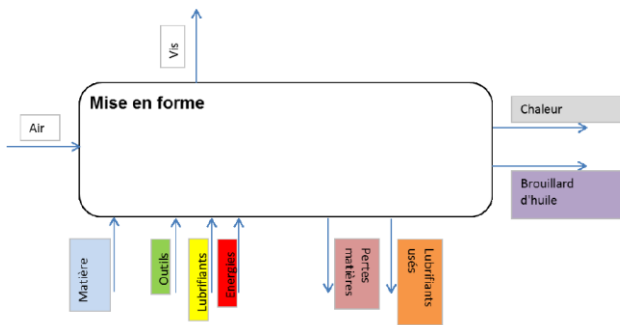 Vis
Mise en forme
Air
Chaleur
Brouillard
d'huile
Matière
Outils
Lubrifiants
Energies
Pertes
matières
Lubrifiants
usés